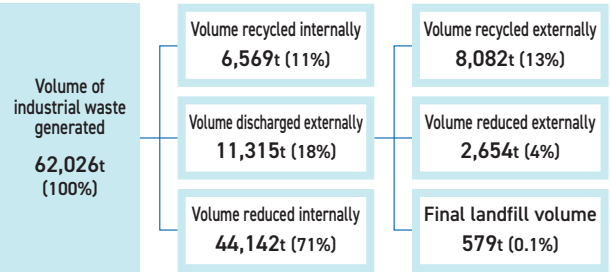 Volume of
industrial waste
generated
62,026t
(100%)
Volume recycled internally
6,569t (11%)
Volume discharged externally
11,315t (18%)
Volume reduced internally
44,142t (71%)
Volume recycled externally
8,082t (13%)
Volume reduced externally
2,654t (4%)
Final landfill volume
579t (0.1%)